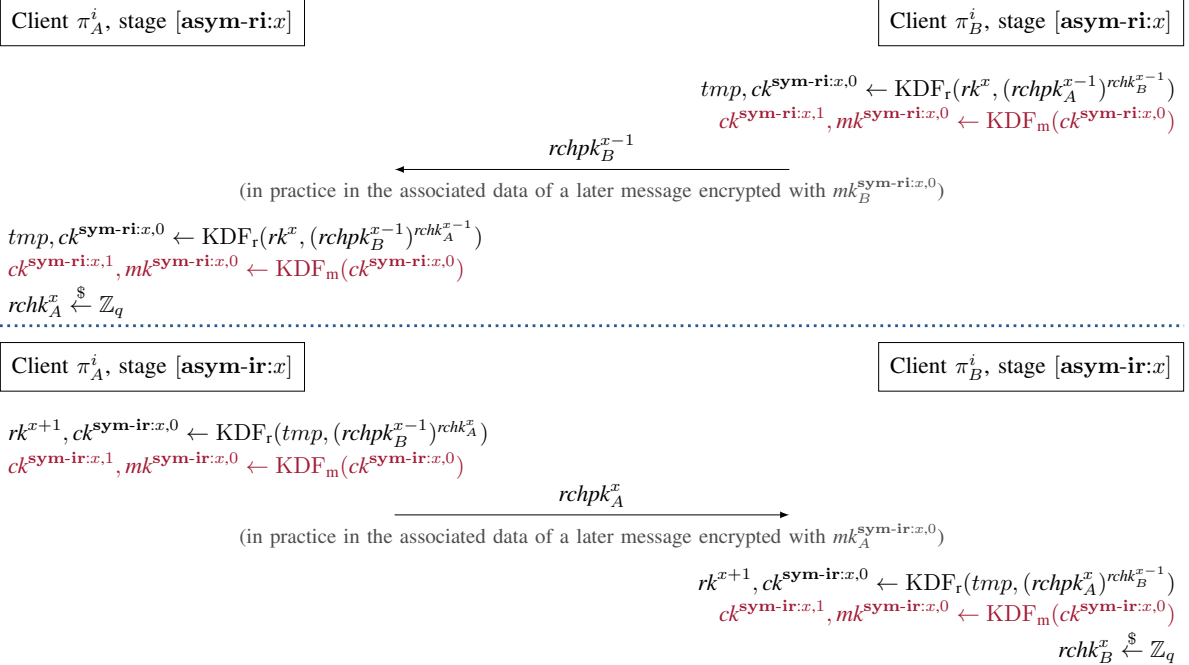 Client π_A^i, stage [asym-ri:x]
Client π_B^i, stage [asym-ri:x]
tmp, ck^{sym-ri:x,0} ← KDF_r(rk^x, (rchpk_A^{x−1})^{rchk_B^{x−1}})
ck^{sym-ri:x,1}, mk^{sym-ri:x,0} ← KDF_m(ck^{sym-ri:x,0})
rchpk_B^{x−1}
(in practice in the associated data of a later message encrypted with mk_B^{sym-ri:x,0})
tmp, ck^{sym-ri:x,0} ← KDF_r(rk^x, (rchpk_B^{x−1})^{rchk_A^{x−1}})
ck^{sym-ri:x,1}, mk^{sym-ri:x,0} ← KDF_m(ck^{sym-ri:x,0})
rchk_A^x ←$ ℤ_q
Client π_A^i, stage [asym-ir:x]
Client π_B^i, stage [asym-ir:x]
rk^{x+1}, ck^{sym-ir:x,0} ← KDF_r(tmp, (rchpk_B^{x−1})^{rchk_A^x})
ck^{sym-ir:x,1}, mk^{sym-ir:x,0} ← KDF_m(ck^{sym-ir:x,0})
rchpk_A^x
(in practice in the associated data of a later message encrypted with mk_A^{sym-ir:x,0})
rk^{x+1}, ck^{sym-ir:x,0} ← KDF_r(tmp, (rchpk_A^x)^{rchk_B^{x−1}})
ck^{sym-ir:x,1}, mk^{sym-ir:x,0} ← KDF_m(ck^{sym-ir:x,0})
rchk_B^x ←$ ℤ_q